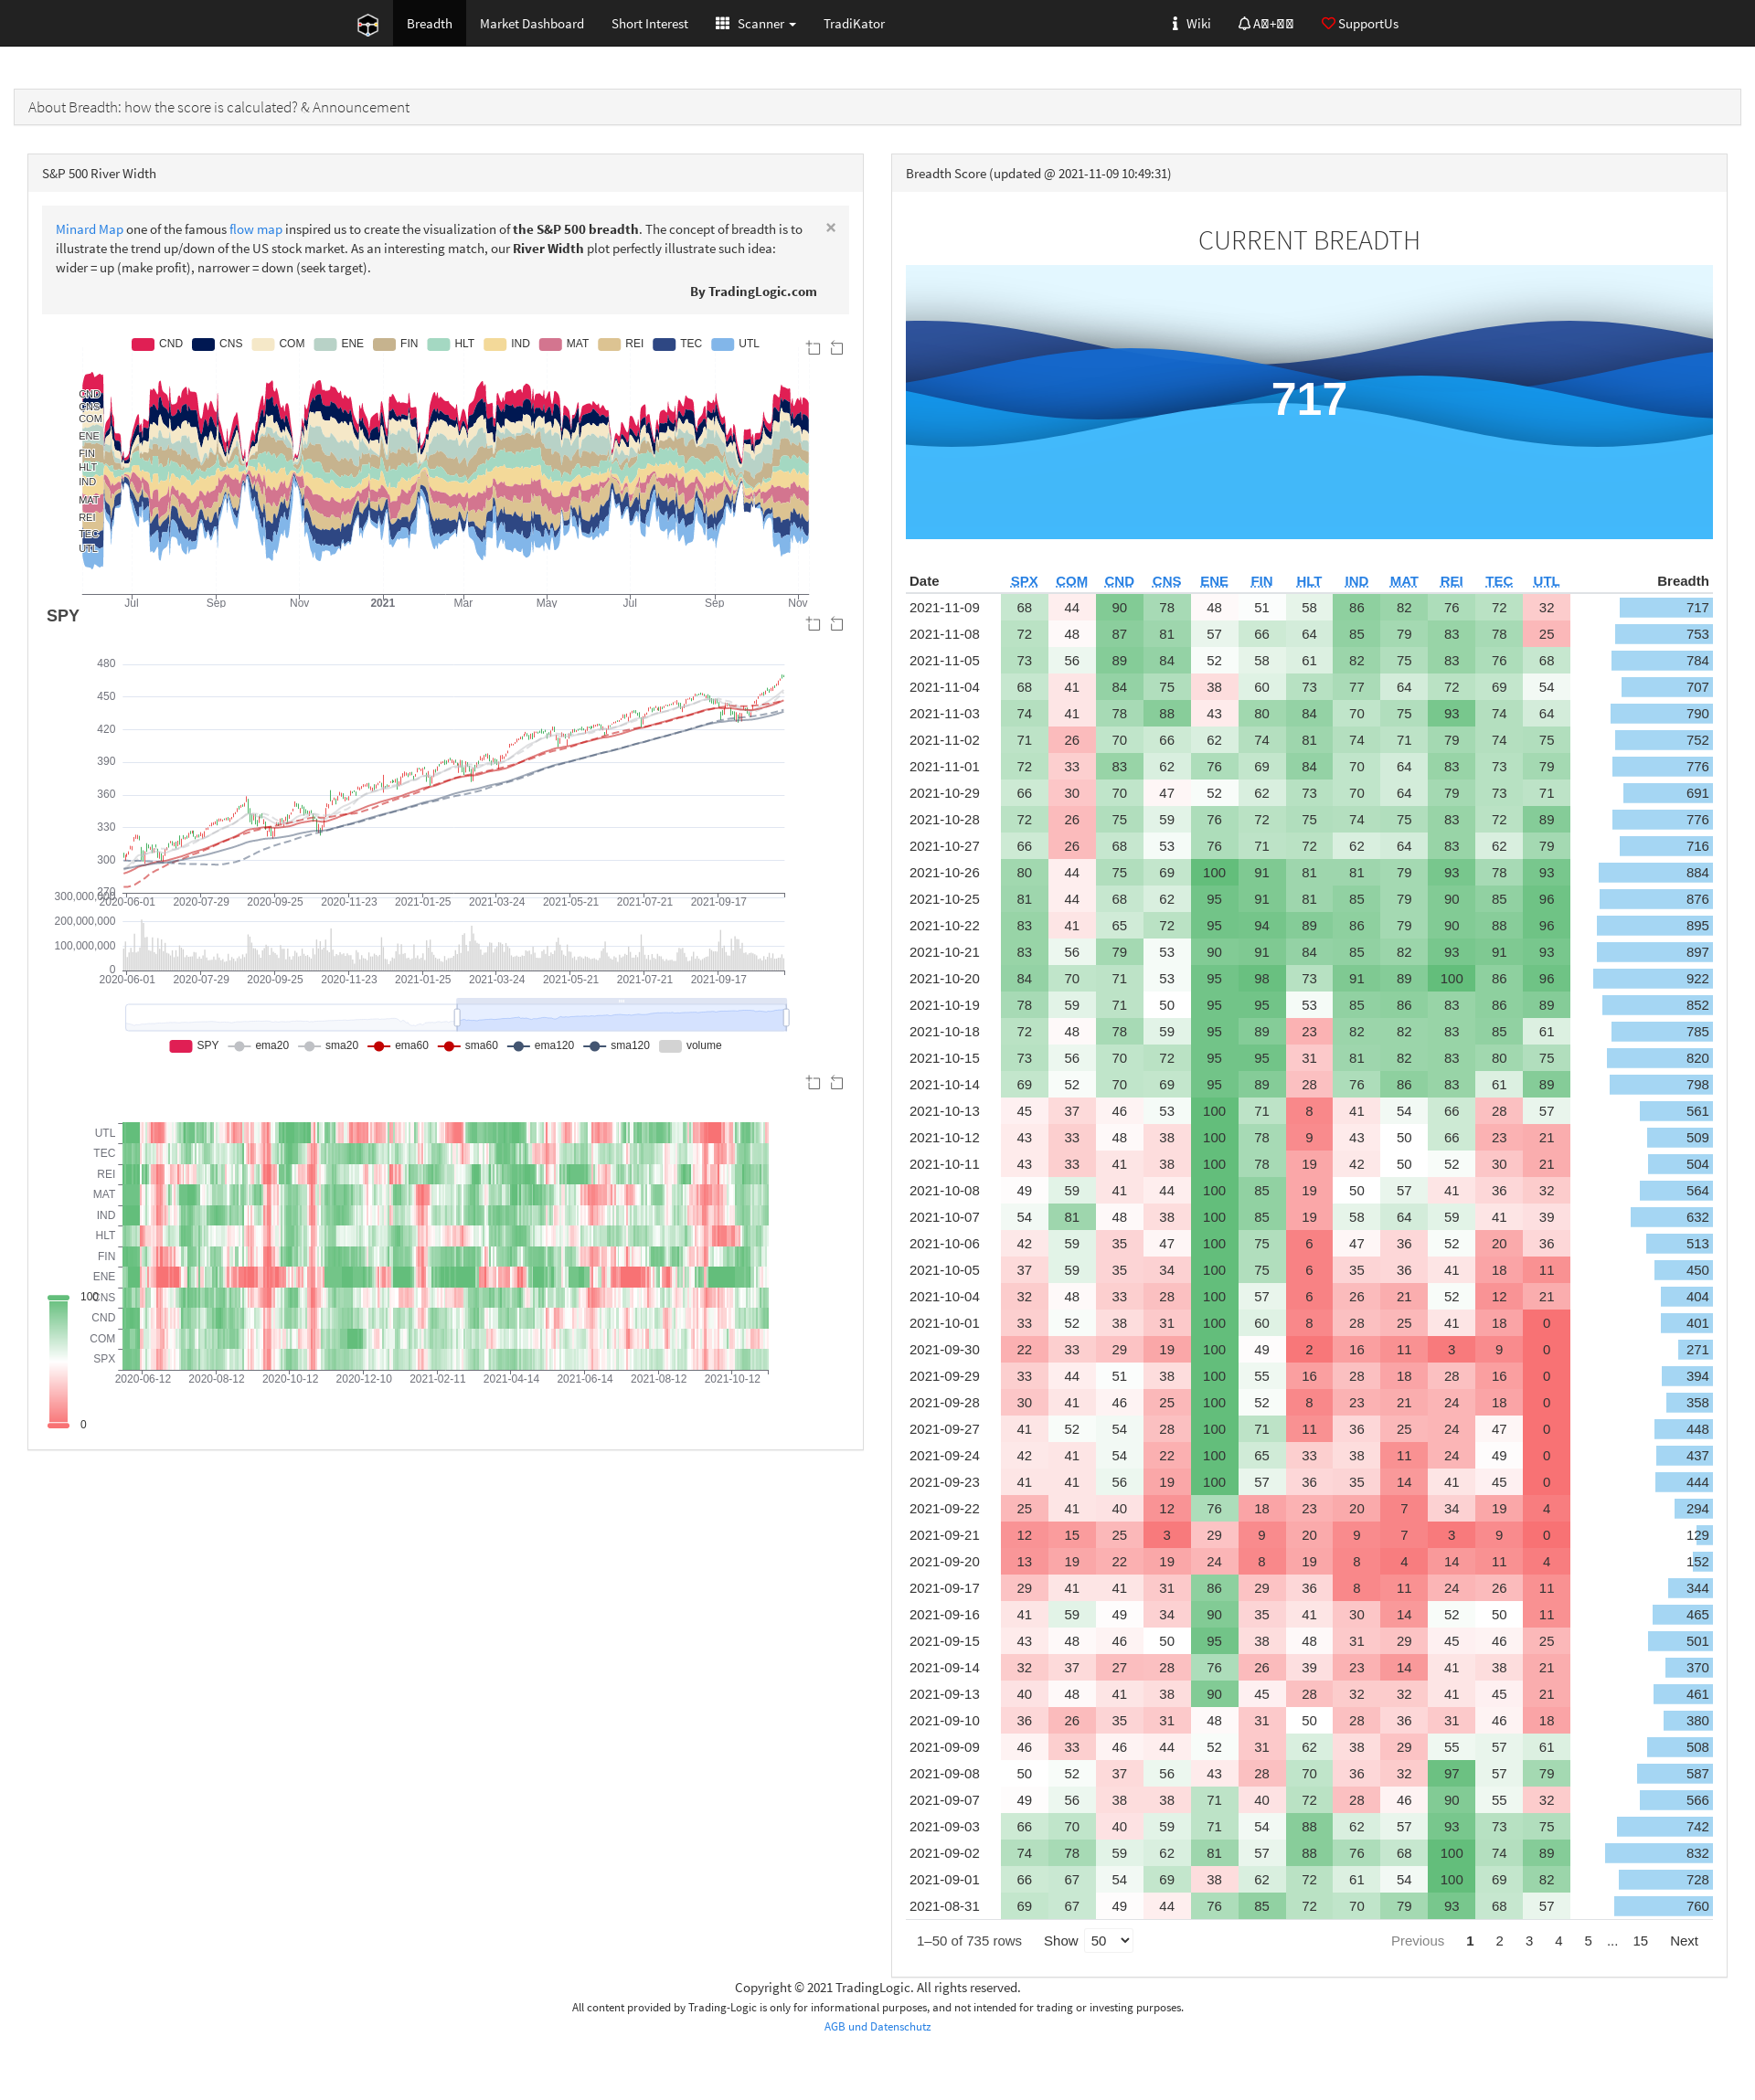 Breadth Market Dashboard Short Interest Scanner TradiKator Wiki SupportUs
About Breadth: how the score is calculated? & Announcement
S&P 500 River Width
Minard Map one of the famous flow map inspired us to create the visualization of the S&P 500 breadth. The concept of breadth is to
illustrate the trend up/down of the US stock market. As an interesting match, our River Width plot perfectly illustrate such idea:
wider = up (make profit), narrower = down (seek target).
×
By TradingLogic.com
CND CNS COM ENE FIN HLT IND MAT REI TEC UTL
CND
CNS
COM
ENE
FIN
HLT
IND
MAT
REI
TEC
UTL
Jul Sep Nov 2021 Mar May Jul Sep Nov
SPY
480
450
420
390
360
330
300
270
2020-06-01 2020-07-29 2020-09-25 2020-11-23 2021-01-25 2021-03-24 2021-05-21 2021-07-21 2021-09-17
300,000,000
200,000,000
100,000,000
0
2020-06-01 2020-07-29 2020-09-25 2020-11-23 2021-01-25 2021-03-24 2021-05-21 2021-07-21 2021-09-17
SPY ema20 sma20 ema60 sma60 ema120 sma120 volume
UTL
TEC
REI
MAT
IND
HLT
FIN
ENE
CNS
CND
COM
SPX
2020-06-12 2020-08-12 2020-10-12 2020-12-10 2021-02-11 2021-04-14 2021-06-14 2021-08-12 2021-10-12
100
0
Breadth Score (updated @ 2021-11-09 10:49:31)
CURRENT BREADTH
717
Date SPX COM CND CNS ENE FIN HLT IND MAT REI TEC UTL Breadth
2021-11-09 68 44 90 78 48 51 58 86 82 76 72 32 717
2021-11-08 72 48 87 81 57 66 64 85 79 83 78 25 753
2021-11-05 73 56 89 84 52 58 61 82 75 83 76 68 784
2021-11-04 68 41 84 75 38 60 73 77 64 72 69 54 707
2021-11-03 74 41 78 88 43 80 84 70 75 93 74 64 790
2021-11-02 71 26 70 66 62 74 81 74 71 79 74 75 752
2021-11-01 72 33 83 62 76 69 84 70 64 83 73 79 776
2021-10-29 66 30 70 47 52 62 73 70 64 79 73 71 691
2021-10-28 72 26 75 59 76 72 75 74 75 83 72 89 776
2021-10-27 66 26 68 53 76 71 72 62 64 83 62 79 716
2021-10-26 80 44 75 69 100 91 81 81 79 93 78 93 884
2021-10-25 81 44 68 62 95 91 81 85 79 90 85 96 876
2021-10-22 83 41 65 72 95 94 89 86 79 90 88 96 895
2021-10-21 83 56 79 53 90 91 84 85 82 93 91 93 897
2021-10-20 84 70 71 53 95 98 73 91 89 100 86 96 922
2021-10-19 78 59 71 50 95 95 53 85 86 83 86 89 852
2021-10-18 72 48 78 59 95 89 23 82 82 83 85 61 785
2021-10-15 73 56 70 72 95 95 31 81 82 83 80 75 820
2021-10-14 69 52 70 69 95 89 28 76 86 83 61 89 798
2021-10-13 45 37 46 53 100 71 8 41 54 66 28 57 561
2021-10-12 43 33 48 38 100 78 9 43 50 66 23 21 509
2021-10-11 43 33 41 38 100 78 19 42 50 52 30 21 504
2021-10-08 49 59 41 44 100 85 19 50 57 41 36 32 564
2021-10-07 54 81 48 38 100 85 19 58 64 59 41 39 632
2021-10-06 42 59 35 47 100 75 6 47 36 52 20 36 513
2021-10-05 37 59 35 34 100 75 6 35 36 41 18 11 450
2021-10-04 32 48 33 28 100 57 6 26 21 52 12 21 404
2021-10-01 33 52 38 31 100 60 8 28 25 41 18 0 401
2021-09-30 22 33 29 19 100 49 2 16 11 3 9 0 271
2021-09-29 33 44 51 38 100 55 16 28 18 28 16 0 394
2021-09-28 30 41 46 25 100 52 8 23 21 24 18 0 358
2021-09-27 41 52 54 28 100 71 11 36 25 24 47 0 448
2021-09-24 42 41 54 22 100 65 33 38 11 24 49 0 437
2021-09-23 41 41 56 19 100 57 36 35 14 41 45 0 444
2021-09-22 25 41 40 12 76 18 23 20 7 34 19 4 294
2021-09-21 12 15 25 3 29 9 20 9 7 3 9 0 129
2021-09-20 13 19 22 19 24 8 19 8 4 14 11 4 152
2021-09-17 29 41 41 31 86 29 36 8 11 24 26 11 344
2021-09-16 41 59 49 34 90 35 41 30 14 52 50 11 465
2021-09-15 43 48 46 50 95 38 48 31 29 45 46 25 501
2021-09-14 32 37 27 28 76 26 39 23 14 41 38 21 370
2021-09-13 40 48 41 38 90 45 28 32 32 41 45 21 461
2021-09-10 36 26 35 31 48 31 50 28 36 31 46 18 380
2021-09-09 46 33 46 44 52 31 62 38 29 55 57 61 508
2021-09-08 50 52 37 56 43 28 70 36 32 97 57 79 587
2021-09-07 49 56 38 38 71 40 72 28 46 90 55 32 566
2021-09-03 66 70 40 59 71 54 88 62 57 93 73 75 742
2021-09-02 74 78 59 62 81 57 88 76 68 100 74 89 832
2021-09-01 66 67 54 69 38 62 72 61 54 100 69 82 728
2021-08-31 69 67 49 44 76 85 72 70 79 93 68 57 760
1–50 of 735 rows Show 50 Previous 1 2 3 4 5 ... 15 Next
Copyright © 2021 TradingLogic. All rights reserved.
All content provided by Trading-Logic is only for informational purposes, and not intended for trading or investing purposes.
AGB und Datenschutz